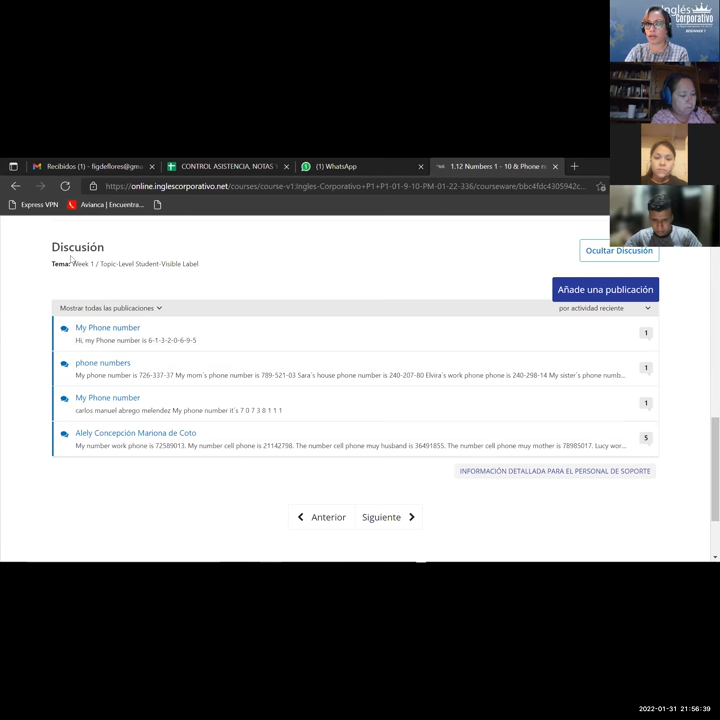 Inglés
Corporativo
BEGINNER 1
Recibidos (1) - figdeflores@gma
CONTROL ASISTENCIA, NOTAS
(1) WhatsApp
1.12 Numbers 1 - 10 & Phone n
https://online.inglescorporativo.net/courses/course-v1:Ingles-Corporativo+P1+P1-01-9-10-PM-01-22-336/courseware/bbc4fdc4305942c...
Express VPN
Avianca | Encuentra...
Discusión
Ocultar Discusión
Tema: Week 1 / Topic-Level Student-Visible Label
Añade una publicación
Mostrar todas las publicaciones
por actividad reciente
My Phone number
1
Hi, my Phone number is 6-1-3-2-0-6-9-5
phone numbers
1
My phone number is 726-337-37 My mom´s phone number is 789-521-03 Sara´s house phone number is 240-207-80 Elvira´s work phone phone is 240-298-14 My sister´s phone numb...
My Phone number
1
carlos manuel abrego melendez My phone number it´s 7 0 7 3 8 1 1 1
Alely Concepción Mariona de Coto
5
My number work phone is 72589013. My number cell phone is 21142798. The number cell phone muy husband is 36491855. The number cell phone muy mother is 78985017. Lucy wor...
INFORMACIÓN DETALLADA PARA EL PERSONAL DE SOPORTE
Anterior
Siguiente
2022-01-31 21:56:39